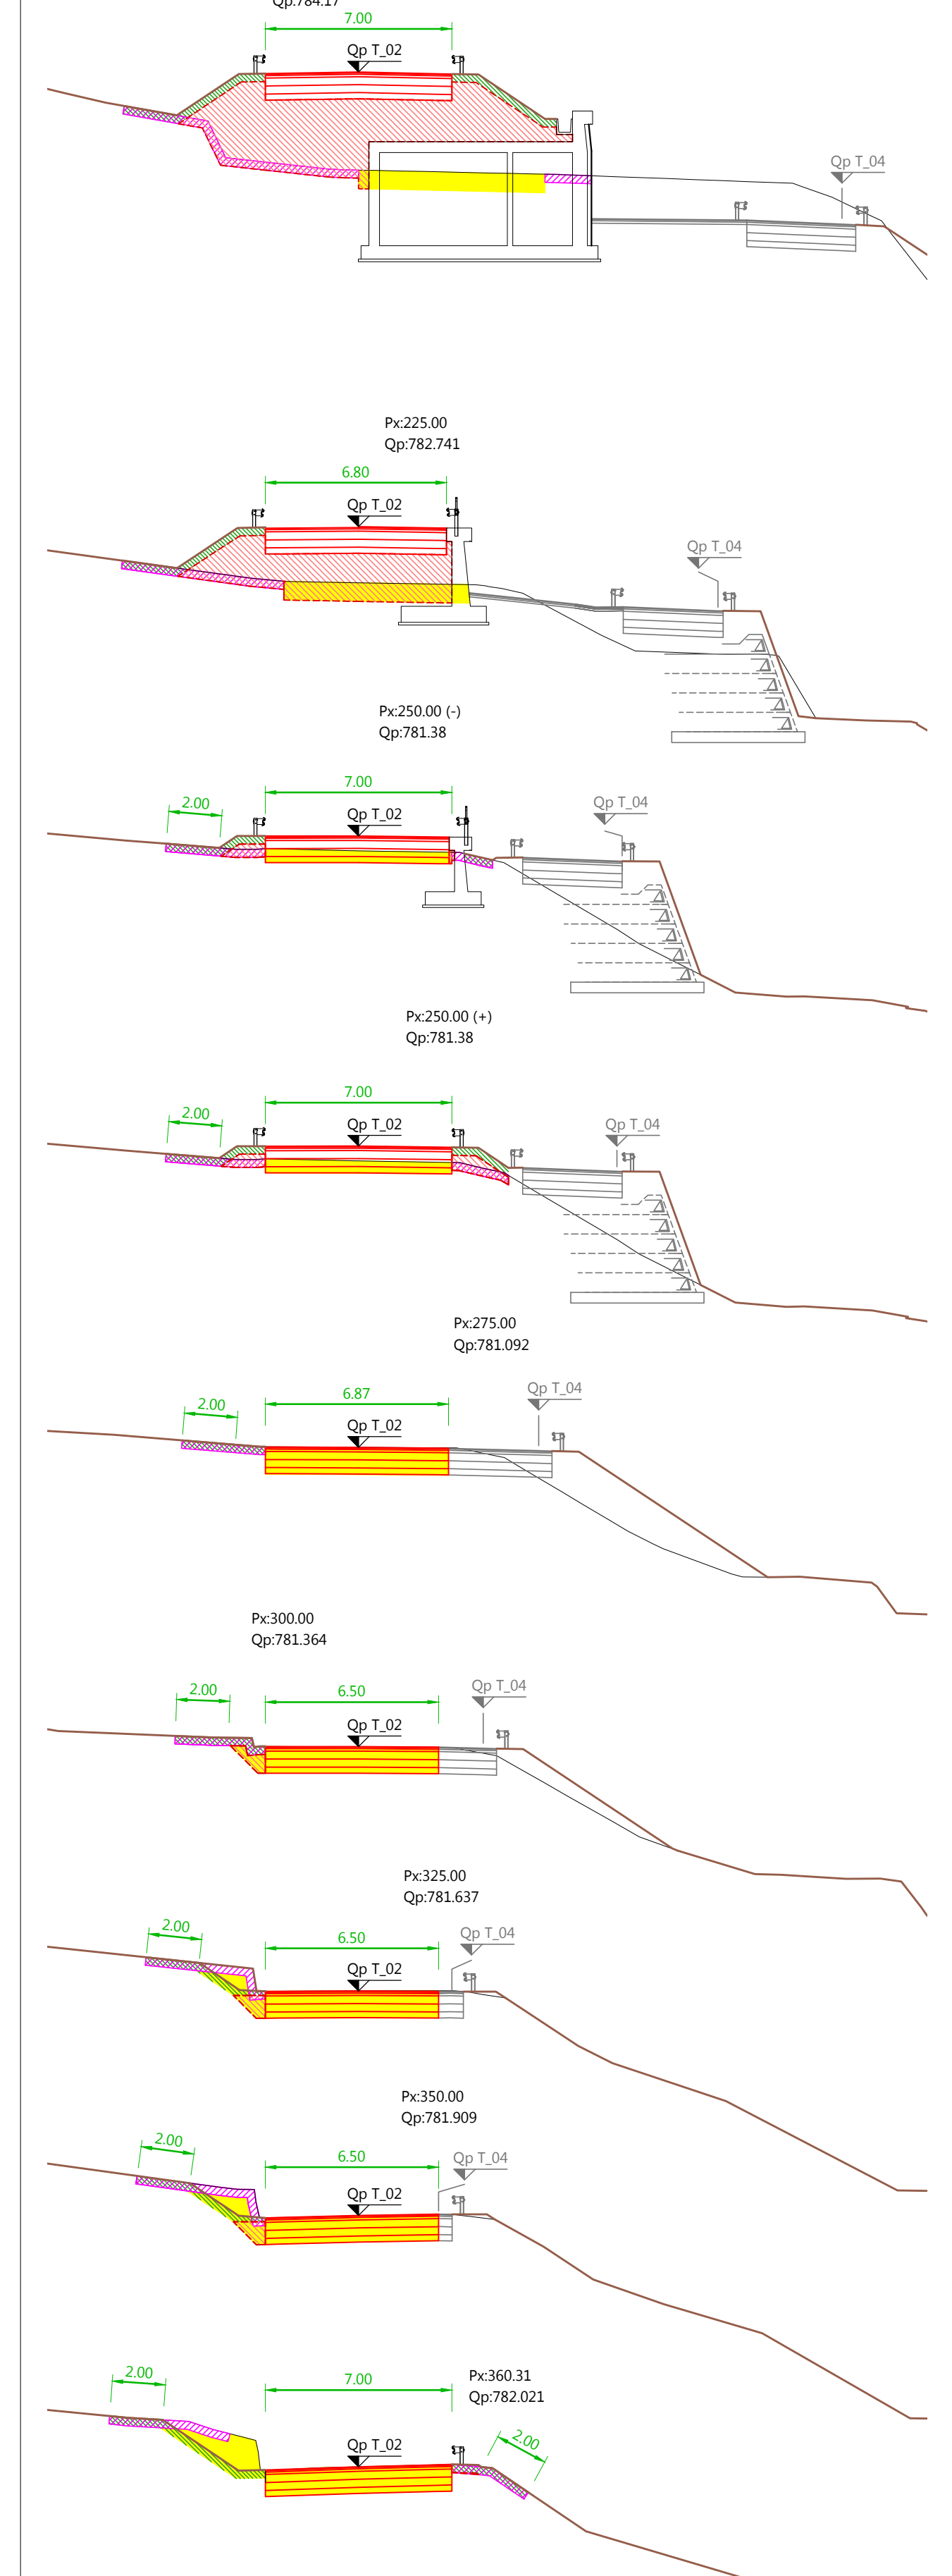 Qp:784.17
7.00
Qp T_02
Qp T_04
Px:225.00
Qp:782.741
6.80
Qp T_02
Qp T_04
Px:250.00 (-)
Qp:781.38
7.00
2.00
Qp T_02
Qp T_04
Px:250.00 (+)
Qp:781.38
7.00
2.00
Qp T_02
Qp T_04
Px:275.00
Qp:781.092
6.87
2.00
Qp T_02
Qp T_04
Px:300.00
Qp:781.364
2.00
6.50
Qp T_02
Qp T_04
Px:325.00
Qp:781.637
2.00
6.50
Qp T_02
Qp T_04
Px:350.00
Qp:781.909
2.00
6.50
Qp T_02
Qp T_04
Px:360.31
Qp:782.021
2.00
7.00
Qp T_02
2.00